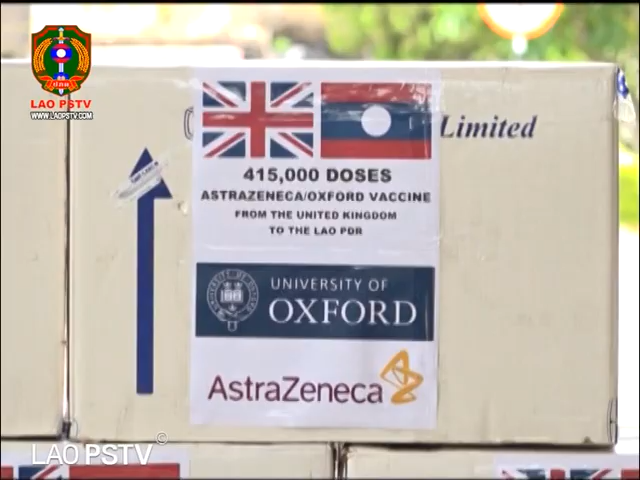 LAO PSTV
WWW.LAOPSTV.COM
Limited
415,000 DOSES
ASTRAZENECA/OXFORD VACCINE
FROM THE UNITED KINGDOM
TO THE LAO PDR
UNIVERSITY OF
OXFORD
AstraZeneca
LAO PSTV©